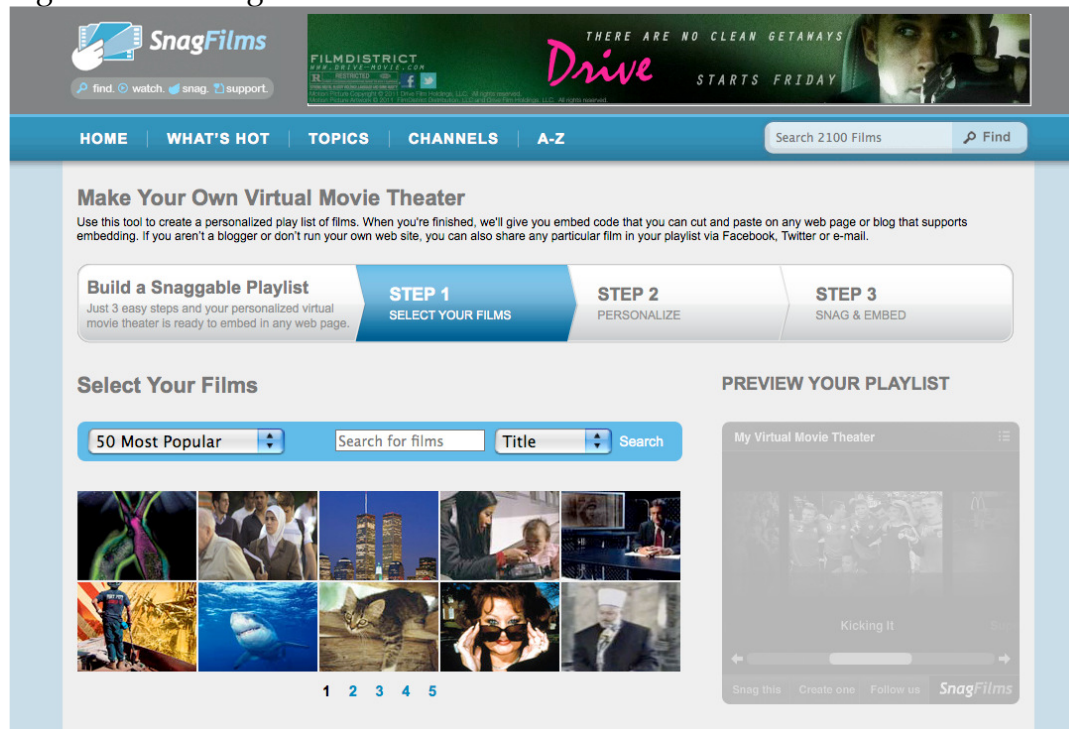 SnagFilms
find. watch. snag. support.
FILMDISTRICT
WWW.DRIVE-MOVIE.COM
R RESTRICTED
Drive
THERE ARE NO CLEAN GETAWAYS
STARTS FRIDAY
HOME WHAT'S HOT TOPICS CHANNELS A-Z
Search 2100 Films Find
Make Your Own Virtual Movie Theater
Use this tool to create a personalized play list of films. When you're finished, we'll give you embed code that you can cut and paste on any web page or blog that supports
embedding. If you aren't a blogger or don't run your own web site, you can also share any particular film in your playlist via Facebook, Twitter or e-mail.
Build a Snaggable Playlist
Just 3 easy steps and your personalized virtual
movie theater is ready to embed in any web page.
STEP 1
SELECT YOUR FILMS
STEP 2
PERSONALIZE
STEP 3
SNAG & EMBED
Select Your Films
50 Most Popular Search for films Title Search
1 2 3 4 5
PREVIEW YOUR PLAYLIST
My Virtual Movie Theater
Kicking It
Snag this Create one Follow us SnagFilms